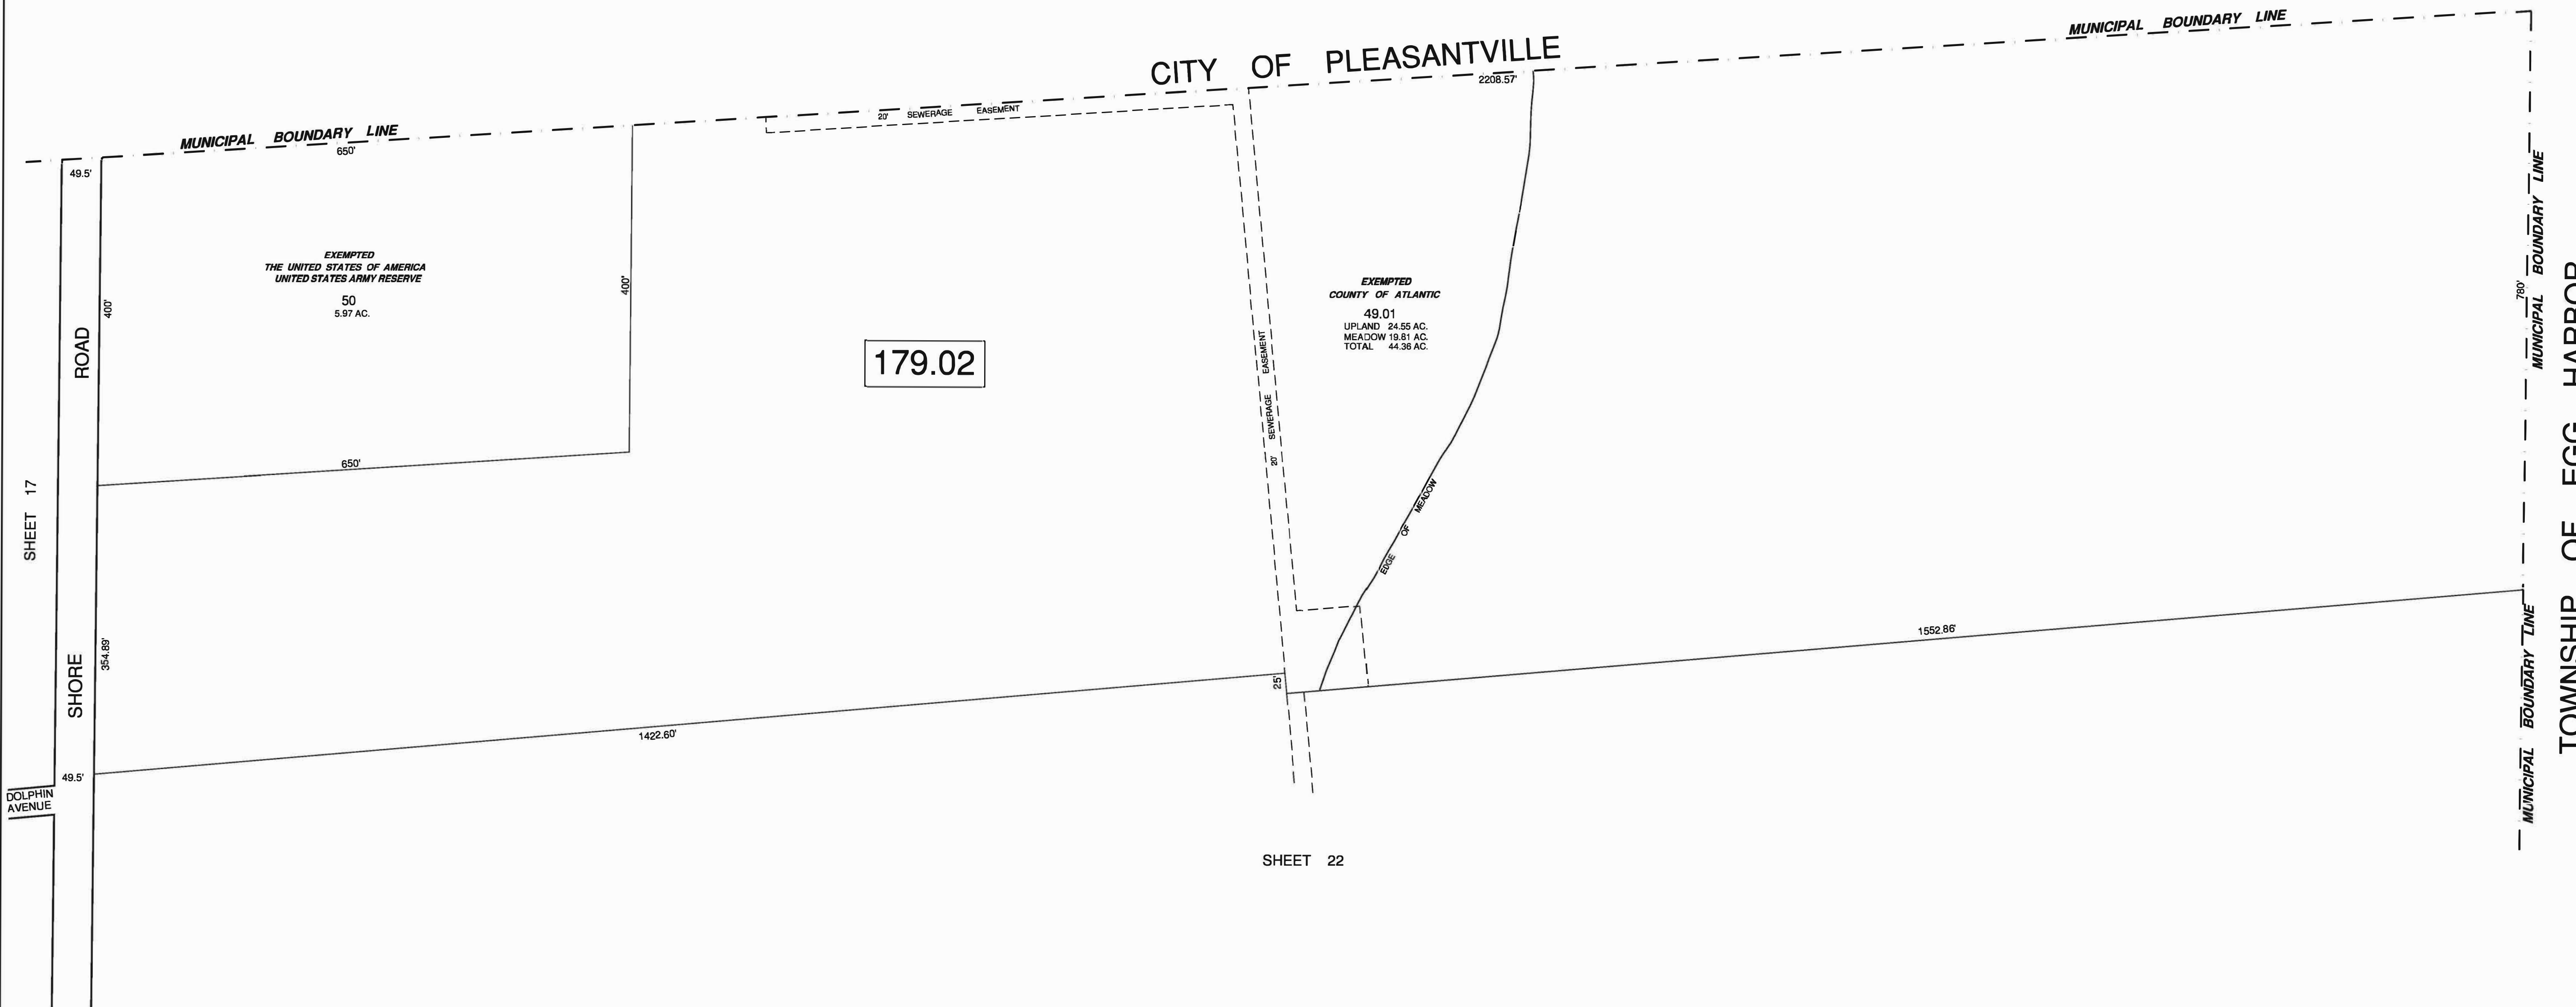 CITY OF PLEASANTVILLE
MUNICIPAL BOUNDARY LINE
2208.57'
20' SEWERAGE EASEMENT
MUNICIPAL BOUNDARY LINE
650'
49.5'
EXEMPTED
THE UNITED STATES OF AMERICA
UNITED STATES ARMY RESERVE
50
5.97 AC.
400'
400'
650'
179.02
20' SEWERAGE EASEMENT
EXEMPTED
COUNTY OF ATLANTIC
49.01
UPLAND 24.55 AC.
MEADOW 19.81 AC.
TOTAL 44.36 AC.
EDGE OF MEADOW
780'
MUNICIPAL BOUNDARY LINE
MUNICIPAL BOUNDARY LINE
TOWNSHIP OF EGG HARBOR
SHEET 17
SHORE ROAD
354.89'
25'
1552.86'
1422.60'
49.5'
DOLPHIN
AVENUE
SHEET 22